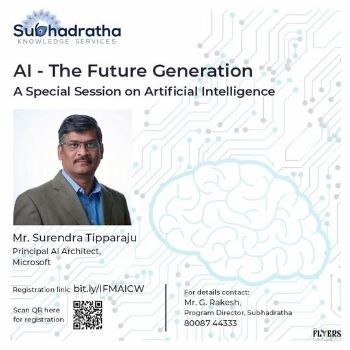 Subhadratha
KNOWLEDGE SERVICES
AI - The Future Generation
A Special Session on Artificial Intelligence
Mr. Surendra Tipparaju
Principal AI Architect,
Microsoft
Registration link: bit.ly/IFMAICW
Scan QR here
for registration
For details contact:
Mr. G. Rakesh,
Program Director, Subhadratha
80087 44333
FLYERS